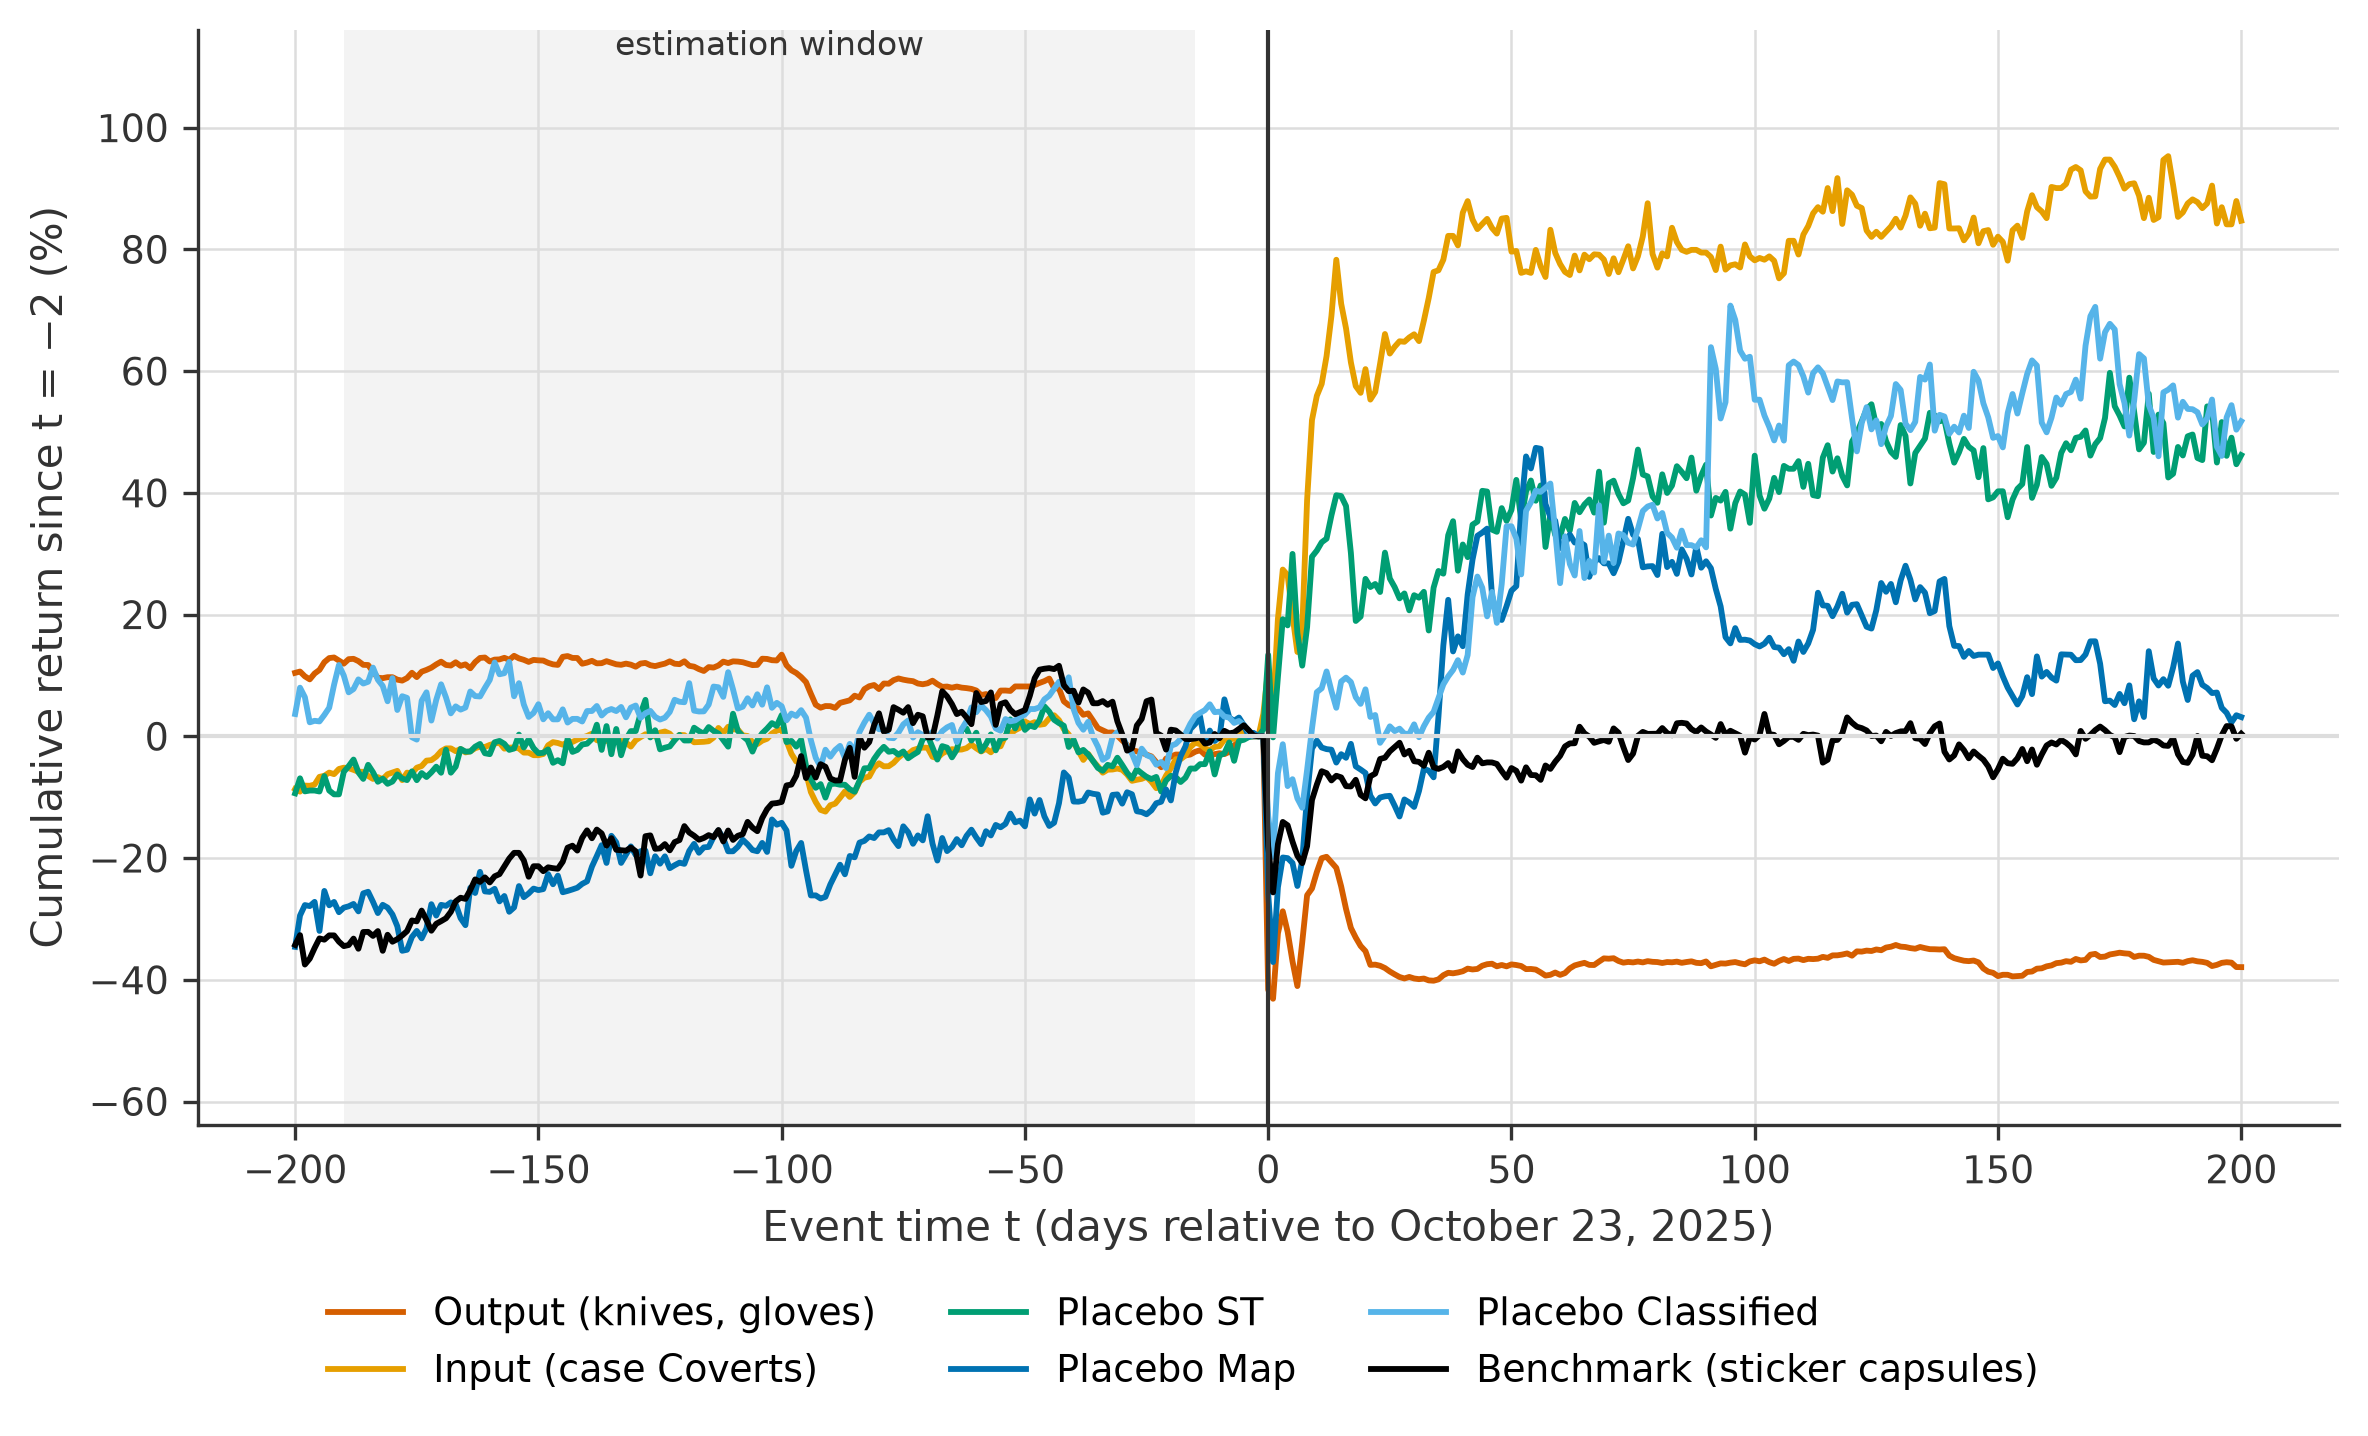 estimation window
Cumulative return since t = −2 (%)
100
80
60
40
20
0
−20
−40
−60
−200 −150 −100 −50 0 50 100 150 200
Event time t (days relative to October 23, 2025)
Output (knives, gloves) Placebo ST Placebo Classified
Input (case Coverts) Placebo Map Benchmark (sticker capsules)